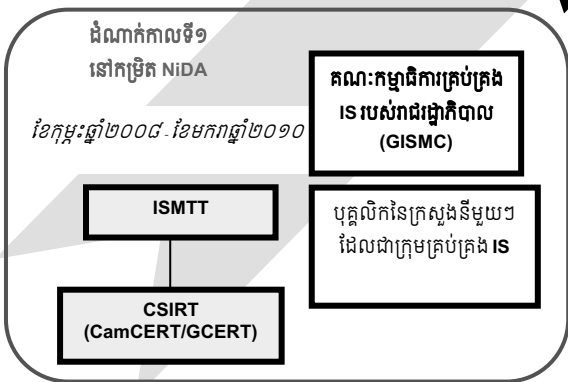 ដំណាក់កាលទី១
នៅកម្រិត NiDA
ខែកុម្ភះឆ្នាំ២០០៨ - ខែមករាឆ្នាំ២០១០
គណៈកម្មាធិការគ្រប់គ្រង
IS របស់រាជរដ្ឋាភិបាល
(GISMC)
ISMTT
បុគ្គលិកនៃក្រសួងនីមួយៗ
ដែលជាក្រុមគ្រប់គ្រង IS
CSIRT
(CamCERT/GCERT)